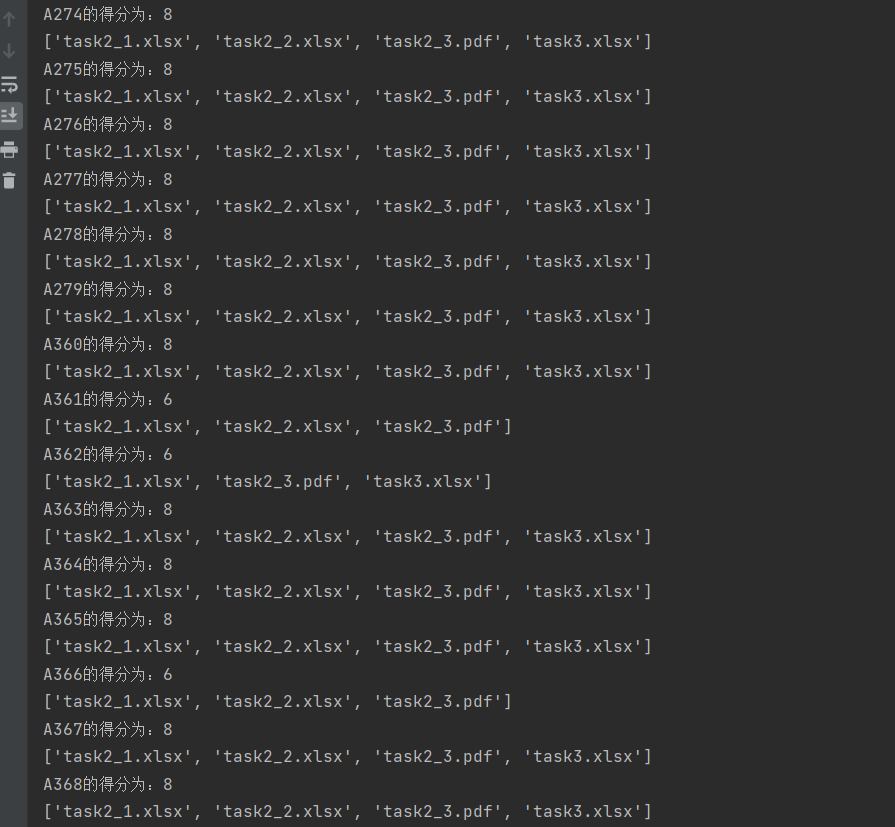 A274的得分为：8
['task2_1.xlsx', 'task2_2.xlsx', 'task2_3.pdf', 'task3.xlsx']
A275的得分为：8
['task2_1.xlsx', 'task2_2.xlsx', 'task2_3.pdf', 'task3.xlsx']
A276的得分为：8
['task2_1.xlsx', 'task2_2.xlsx', 'task2_3.pdf', 'task3.xlsx']
A277的得分为：8
['task2_1.xlsx', 'task2_2.xlsx', 'task2_3.pdf', 'task3.xlsx']
A278的得分为：8
['task2_1.xlsx', 'task2_2.xlsx', 'task2_3.pdf', 'task3.xlsx']
A279的得分为：8
['task2_1.xlsx', 'task2_2.xlsx', 'task2_3.pdf', 'task3.xlsx']
A360的得分为：8
['task2_1.xlsx', 'task2_2.xlsx', 'task2_3.pdf', 'task3.xlsx']
A361的得分为：6
['task2_1.xlsx', 'task2_2.xlsx', 'task2_3.pdf']
A362的得分为：6
['task2_1.xlsx', 'task2_3.pdf', 'task3.xlsx']
A363的得分为：8
['task2_1.xlsx', 'task2_2.xlsx', 'task2_3.pdf', 'task3.xlsx']
A364的得分为：8
['task2_1.xlsx', 'task2_2.xlsx', 'task2_3.pdf', 'task3.xlsx']
A365的得分为：8
['task2_1.xlsx', 'task2_2.xlsx', 'task2_3.pdf', 'task3.xlsx']
A366的得分为：6
['task2_1.xlsx', 'task2_2.xlsx', 'task2_3.pdf']
A367的得分为：8
['task2_1.xlsx', 'task2_2.xlsx', 'task2_3.pdf', 'task3.xlsx']
A368的得分为：8
['task2_1.xlsx', 'task2_2.xlsx', 'task2_3.pdf', 'task3.xlsx']